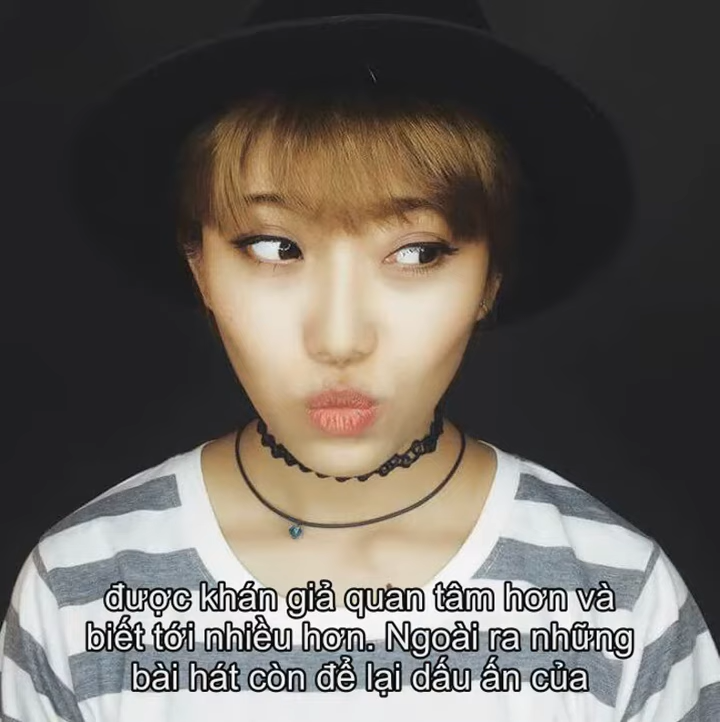 được khán giả quan tâm hơn và
biết tới nhiều hơn. Ngoài ra những
bài hát còn để lại dấu ấn của